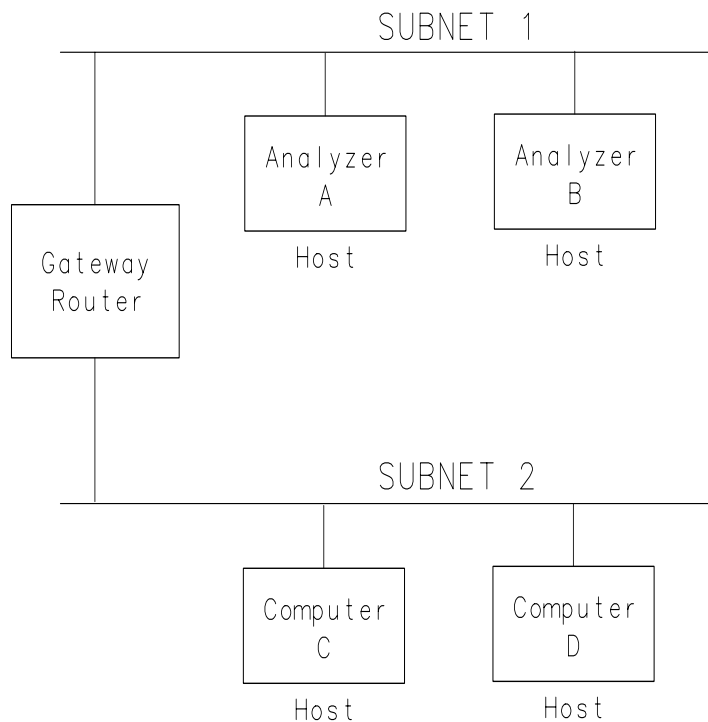 SUBNET 1
Analyzer
A
Host
Analyzer
B
Host
Gateway
Router
SUBNET 2
Computer
C
Host
Computer
D
Host